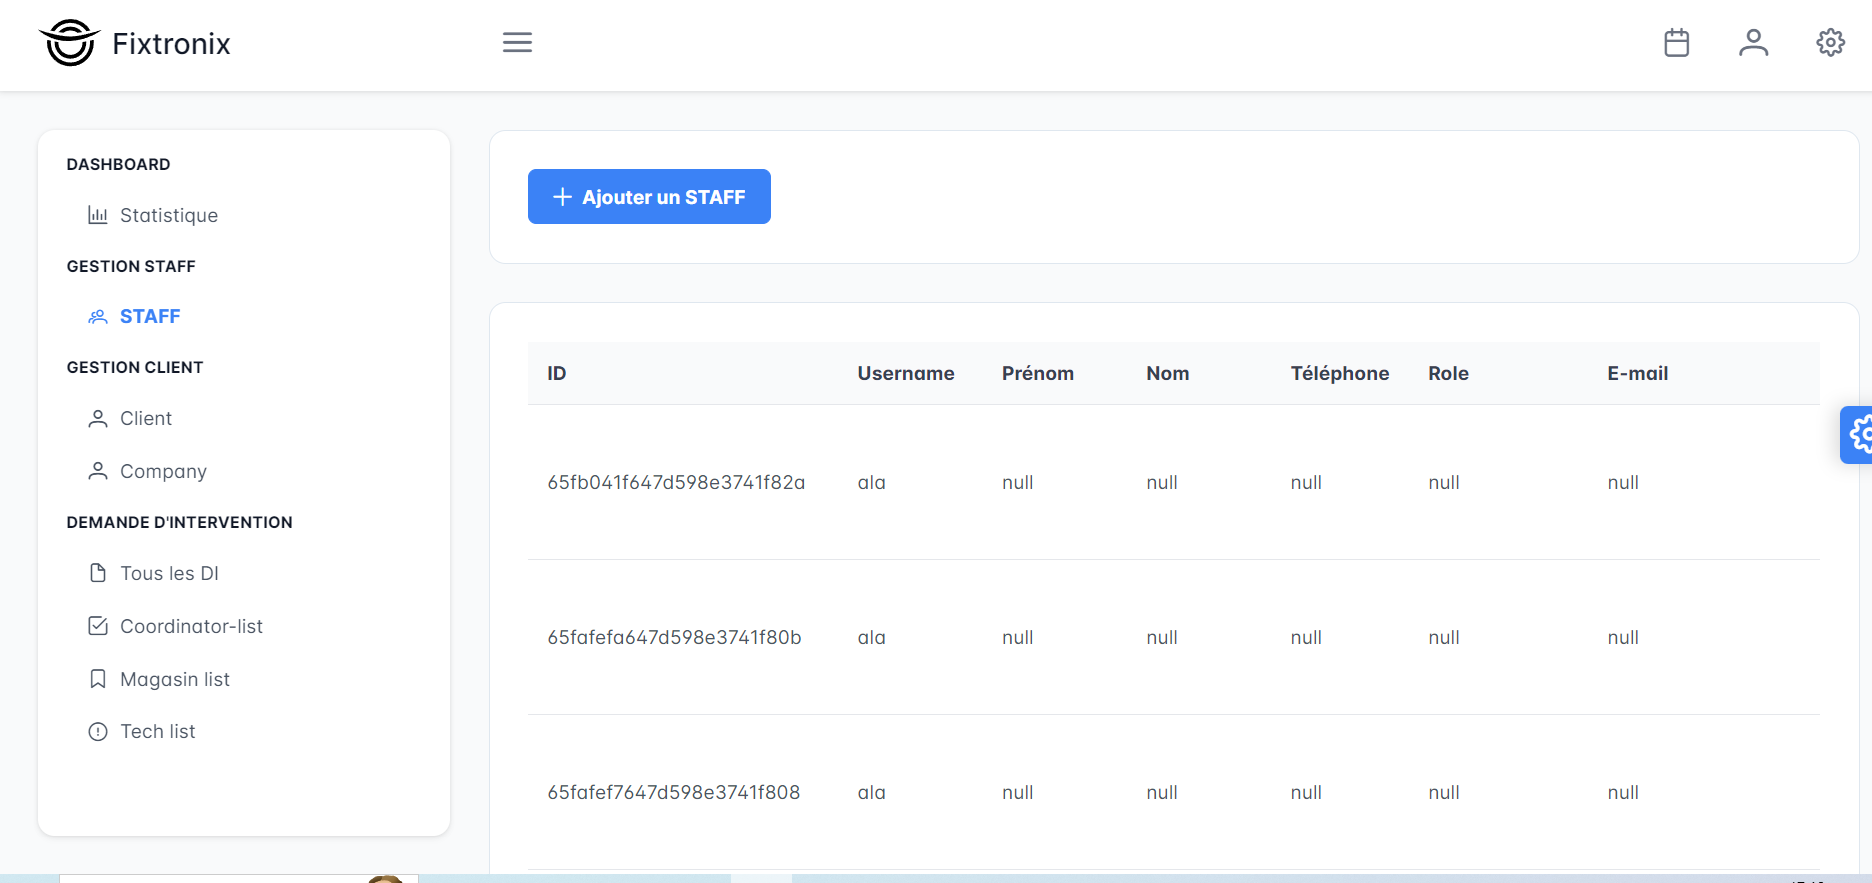 Fixtronix
DASHBOARD
Statistique
GESTION STAFF
STAFF
GESTION CLIENT
Client
Company
DEMANDE D'INTERVENTION
Tous les DI
Coordinator-list
Magasin list
Tech list
Ajouter un STAFF
ID Username Prénom Nom Téléphone Role E-mail
65fb041f647d598e3741f82a ala null null null null null
65fafefa647d598e3741f80b ala null null null null null
65fafef7647d598e3741f808 ala null null null null null